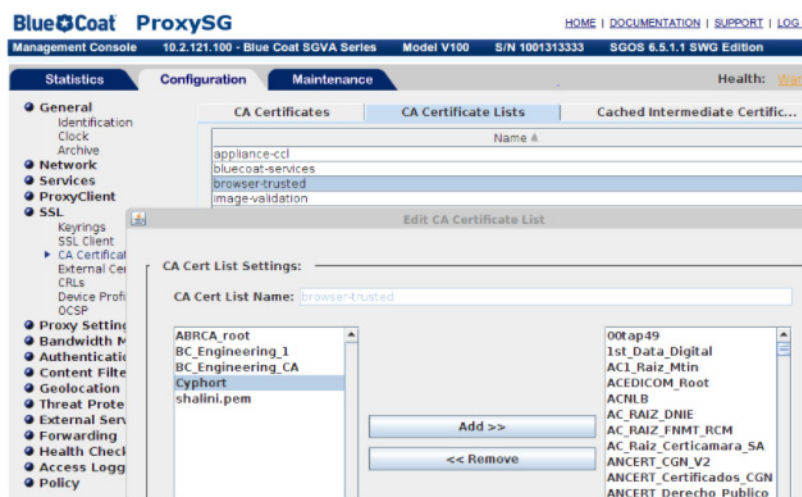 Blue Coat ProxySG
HOME | DOCUMENTATION | SUPPORT | LOG
Management Console 10.2.121.100 - Blue Coat SGVA Series Model V100 S/N 1001313333 SGOS 6.5.1.1 SWG Edition
Statistics Configuration Maintenance Health:
General
Identification
Clock
Archive
Network
Services
ProxyClient
SSL
Keyrings
SSL Client
CA Certificat
External Cer
CRLs
Device Profi
OCSP
Proxy Setting
Bandwidth M
Authenticatio
Content Filte
Geolocation
Threat Prote
External Serv
Forwarding
Health Check
Access Logg
Policy
CA Certificates CA Certificate Lists Cached Intermediate Certific...
Name
appliance-ccl
bluecoat-services
browser-trusted
image-validation
Edit CA Certificate List
CA Cert List Settings:
CA Cert List Name: browser-trusted
ABRCA_root
BC_Engineering_1
BC_Engineering_CA
Cyphort
shalini.pem
Add >>
<< Remove
00tap49
1st_Data_Digital
AC1_Raiz_Mtin
ACEDICOM_Root
ACNLB
AC_RAIZ_DNIE
AC_RAIZ_FNMT_RCM
AC_Raiz_Certicamara_SA
ANCERT_CGN_V2
ANCERT_Certificados_CGN
ANCERT_Derecho_Publico